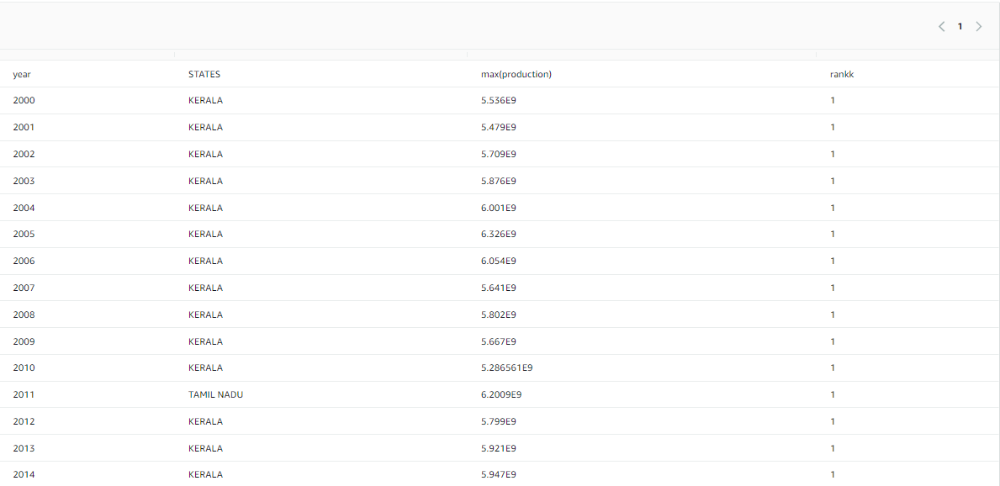 1
year STATES max(production) rankk
2000 KERALA 5.536E9 1
2001 KERALA 5.479E9 1
2002 KERALA 5.709E9 1
2003 KERALA 5.876E9 1
2004 KERALA 6.001E9 1
2005 KERALA 6.326E9 1
2006 KERALA 6.054E9 1
2007 KERALA 5.641E9 1
2008 KERALA 5.802E9 1
2009 KERALA 5.667E9 1
2010 KERALA 5.286561E9 1
2011 TAMIL NADU 6.2009E9 1
2012 KERALA 5.799E9 1
2013 KERALA 5.921E9 1
2014 KERALA 5.947E9 1